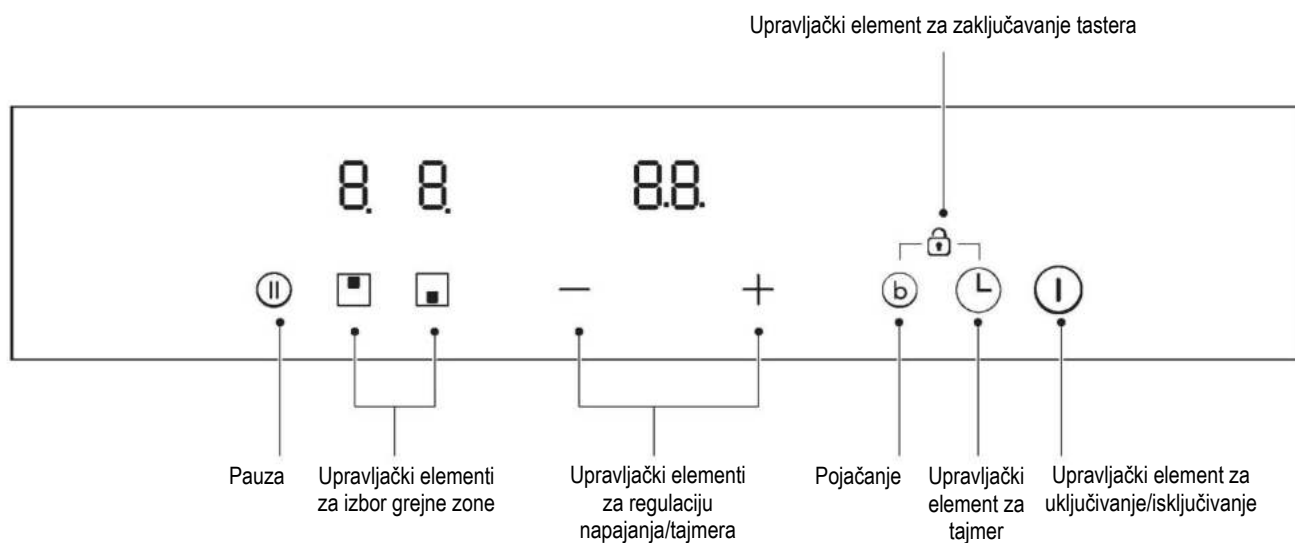 Upravljački element za zaključavanje tastera
8. 8. 8.8.
b
Pauza
Upravljački elementi
za izbor grejne zone
Upravljački elementi
za regulaciju
napajanja/tajmera
Pojačanje
Upravljački
element za
tajmer
Upravljački element za
uključivanje/isključivanje